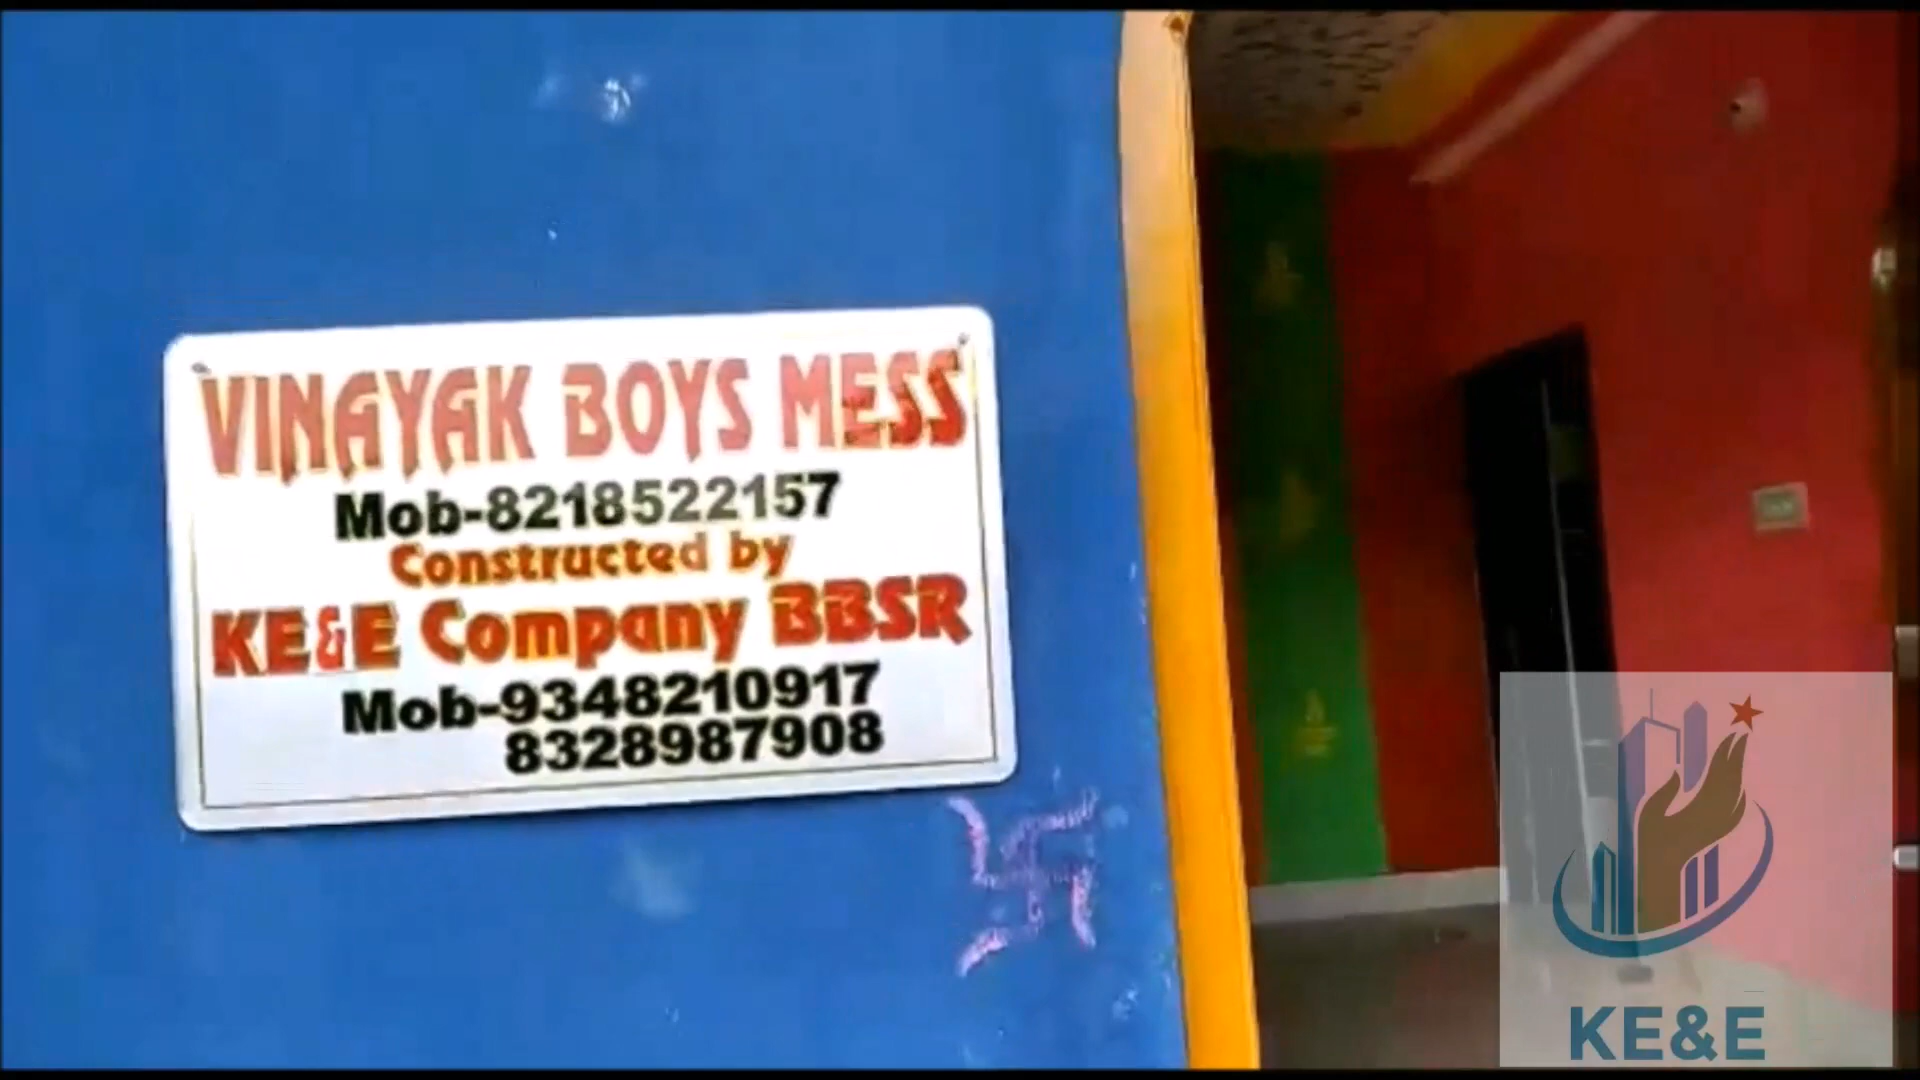 VINAYAK BOYS MESS
Mob-8218522157
Constructed by
KE&E Company BBSR
Mob-9348210917
8328987908
KE&E